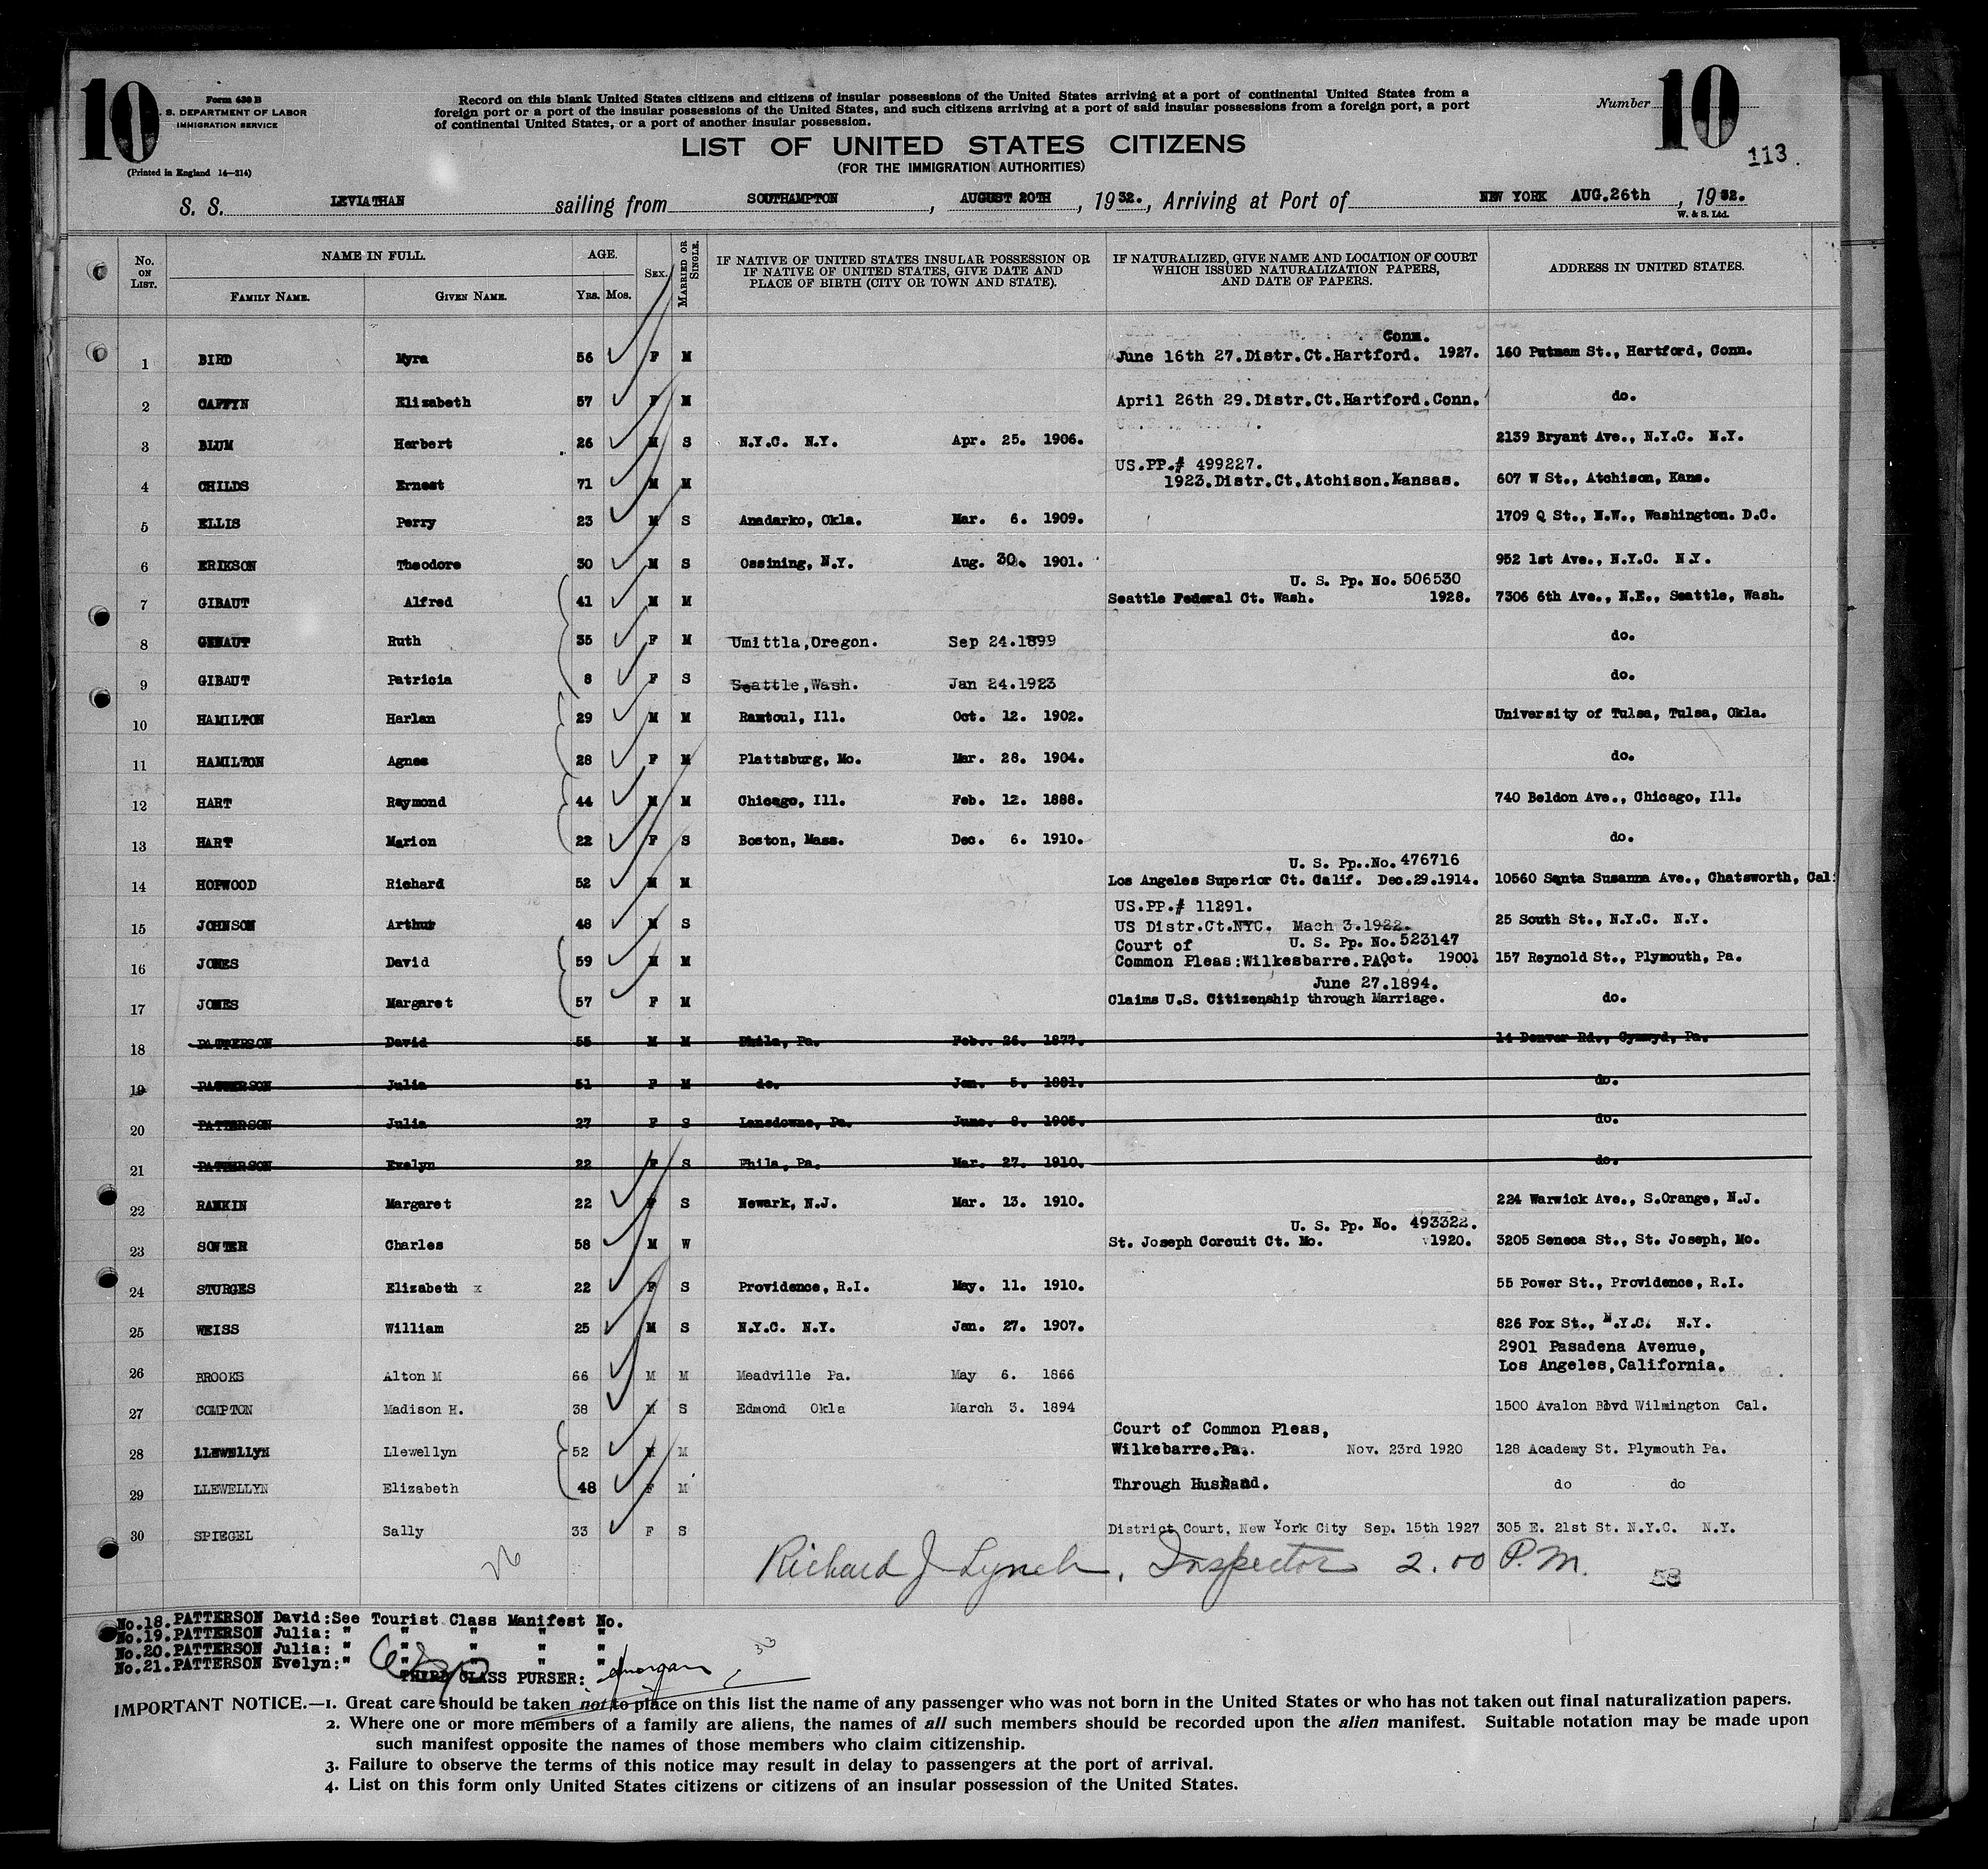 10
Form 630 B
S. DEPARTMENT OF LABOR
IMMIGRATION SERVICE
(Printed in England 14—214)
Record on this blank United States citizens and citizens of insular possessions of the United States arriving at a port of continental United States from a
foreign port or a port of the insular possessions of the United States, and such citizens arriving at a port of said insular possessions from a foreign port, a port
of continental United States, or a port of another insular possession.
Number 10
113.
LIST OF UNITED STATES CITIZENS
(FOR THE IMMIGRATION AUTHORITIES)
S. S. LEVIATHAN sailing from SOUTHAMPTON, AUGUST 20TH, 1932., Arriving at Port of NEW YORK AUG.26th, 1932.
W. & S. Ltd.
No. ON LIST. NAME IN FULL. FAMILY NAME. GIVEN NAME. AGE. YRS. MOS. SEX. MARRIED OR SINGLE. IF NATIVE OF UNITED STATES INSULAR POSSESSION OR IF NATIVE OF UNITED STATES, GIVE DATE AND PLACE OF BIRTH (CITY OR TOWN AND STATE). IF NATURALIZED, GIVE NAME AND LOCATION OF COURT WHICH ISSUED NATURALIZATION PAPERS, AND DATE OF PAPERS. ADDRESS IN UNITED STATES.
Conn.
1 BIRD Myra 56 F M June 16th 27.Distr.Ct.Hartford. 1927. 160 Putnam St., Hartford, Conn.
2 CAFFYN Elizabeth 57 F M April 26th 29.Distr.Ct.Hartford.Conn. do.
3 BLUM Herbert 26 M S N.Y.C. N.Y. Apr. 25. 1906. 2139 Bryant Ave., N.Y.C. N.Y.
US.PP.# 499227.
4 CHILDS Ernest 71 M M 1923.Distr.Ct.Atchison.Kansas. 607 W St., Atchison, Kans.
5 ELLIS Perry 23 M S Anadarko, Okla. Mar. 6. 1909. 1709 Q St., N.W., Washington. D.C.
6 ERIKSON Theodore 30 M S Ossining, N.Y. Aug. 30. 1901. 952 1st Ave., N.Y.C. N.Y.
U. S. Pp. No. 506530
7 GIBAUT Alfred 41 M M Seattle Federal Ct. Wash. 1928. 7306 6th Ave., N.E., Seattle, Wash.
8 GIBAUT Ruth 35 F M Umittla,Oregon. Sep 24.1899 do.
9 GIBAUT Patricia 8 F S Seattle,Wash. Jan 24.1923 do.
10 HAMILTON Harlan 29 M M Rantoul, Ill. Oct. 12. 1902. University of Tulsa, Tulsa, Okla.
11 HAMILTON Agnes 28 F M Plattsburg, Mo. Mar. 28. 1904. do.
12 HART Raymond 44 M M Chicago, Ill. Feb. 12. 1888. 740 Beldon Ave., Chicago, Ill.
13 HART Marion 22 F S Boston, Mass. Dec. 6. 1910. do.
U. S. Pp..No. 476716
14 HOPWOOD Richard 52 M M Los Angeles Superior Ct. Calif. Dec.29.1914. 10560 Santa Susanna Ave., Chatsworth, Cal
US.PP.# 11291.
15 JOHNSON Arthur 48 M S US Distr.Ct.NYC. Mach 3.1922. 25 South St., N.Y.C. N.Y.
Court of U. S. Pp. No. 523147
16 JONES David 59 M M Common Pleas:Wilkesbarre.PA Oct. 1900. 157 Reynold St., Plymouth, Pa.
June 27.1894.
17 JONES Margaret 57 F M Claims U.S. Citizenship through Marriage. do.
18 PATTERSON David 55 M M Phila, Pa. Feb. 26. 1877. 14 Denver Rd., Cynwyd, Pa.
19 PATTERSON Julia 51 F M do. Jan. 5. 1881. do.
20 PATTERSON Julia 27 F S Lansdowne, Pa. June. 8. 1905. do.
21 PATTERSON Evelyn 22 F S Phila, Pa. Mar. 27. 1910. do.
22 RANKIN Margaret 22 F S Newark, N.J. Mar. 13. 1910. 224 Warwick Ave., S.Orange, N.J.
U. S. Pp. No. 493322.
23 SOWTER Charles 58 M W St. Joseph Corcuit Ct. Mo. 1920. 3205 Seneca St., St. Joseph, Mo.
24 STURGES Elizabeth x 22 F S Providence, R.I. May. 11. 1910. 55 Power St., Providence, R.I.
25 WEISS William 25 M S N.Y.C. N.Y. Jan. 27. 1907. 826 Fox St., N.Y.C. N.Y.
2901 Pasadena Avenue,
26 BROOKS Alton M 66 M M Meadville Pa. May 6. 1866 Los Angeles,California.
27 COMPTON Madison H. 38 M S Edmond Okla March 3. 1894 1500 Avalon Blvd Wilmington Cal.
Court of Common Pleas,
28 LLEWELLYN Llewellyn 52 M M Wilkebarre.Pa. Nov. 23rd 1920 128 Academy St. Plymouth Pa.
29 LLEWELLYN Elizabeth 48 F M Through Husband. do do
30 SPIEGEL Sally 33 F S District Court, New York City Sep. 15th 1927 305 E. 21st St. N.Y.C. N.Y.
26
Richard J Lynch, Inspector 2.00 P.M.
58
No.18.PATTERSON David:See Tourist Class Manifest No.
No.19.PATTERSON Julia: " " " " "
No.20.PATTERSON Julia: " " " " "
No.21.PATTERSON Evelyn:" " " " "
THIRD CLASS PURSER:
IMPORTANT NOTICE.—1. Great care should be taken not to place on this list the name of any passenger who was not born in the United States or who has not taken out final naturalization papers.
2. Where one or more members of a family are aliens, the names of all such members should be recorded upon the alien manifest. Suitable notation may be made upon
such manifest opposite the names of those members who claim citizenship.
3. Failure to observe the terms of this notice may result in delay to passengers at the port of arrival.
4. List on this form only United States citizens or citizens of an insular possession of the United States.